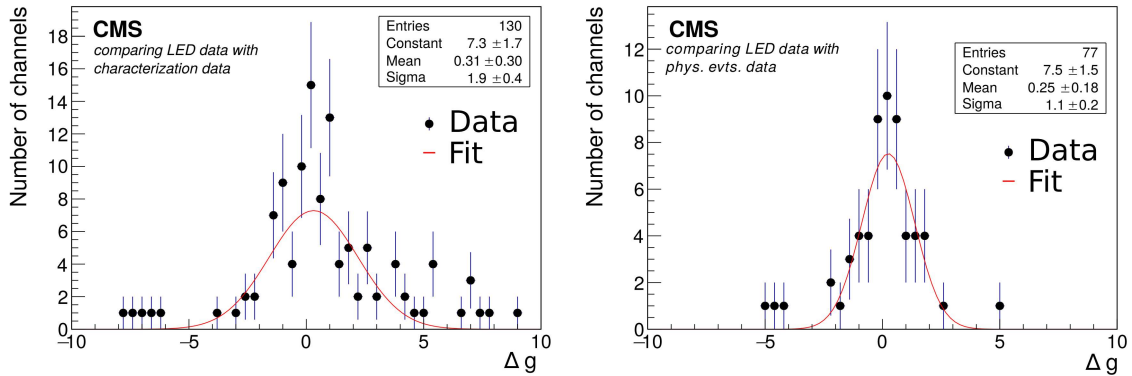 CMS
comparing LED data with
characterization data
Entries 130
Constant 7.3 ±1.7
Mean 0.31 ±0.30
Sigma 1.9 ±0.4
Data
Fit
Number of channels
18
16
14
12
10
8
6
4
2
0
−10 −5 0 5 10
Δ g
CMS
comparing LED data with
phys. evts. data
Entries 77
Constant 7.5 ±1.5
Mean 0.25 ±0.18
Sigma 1.1 ±0.2
Data
Fit
Number of channels
12
10
8
6
4
2
0
−10 −5 0 5 10
Δ g